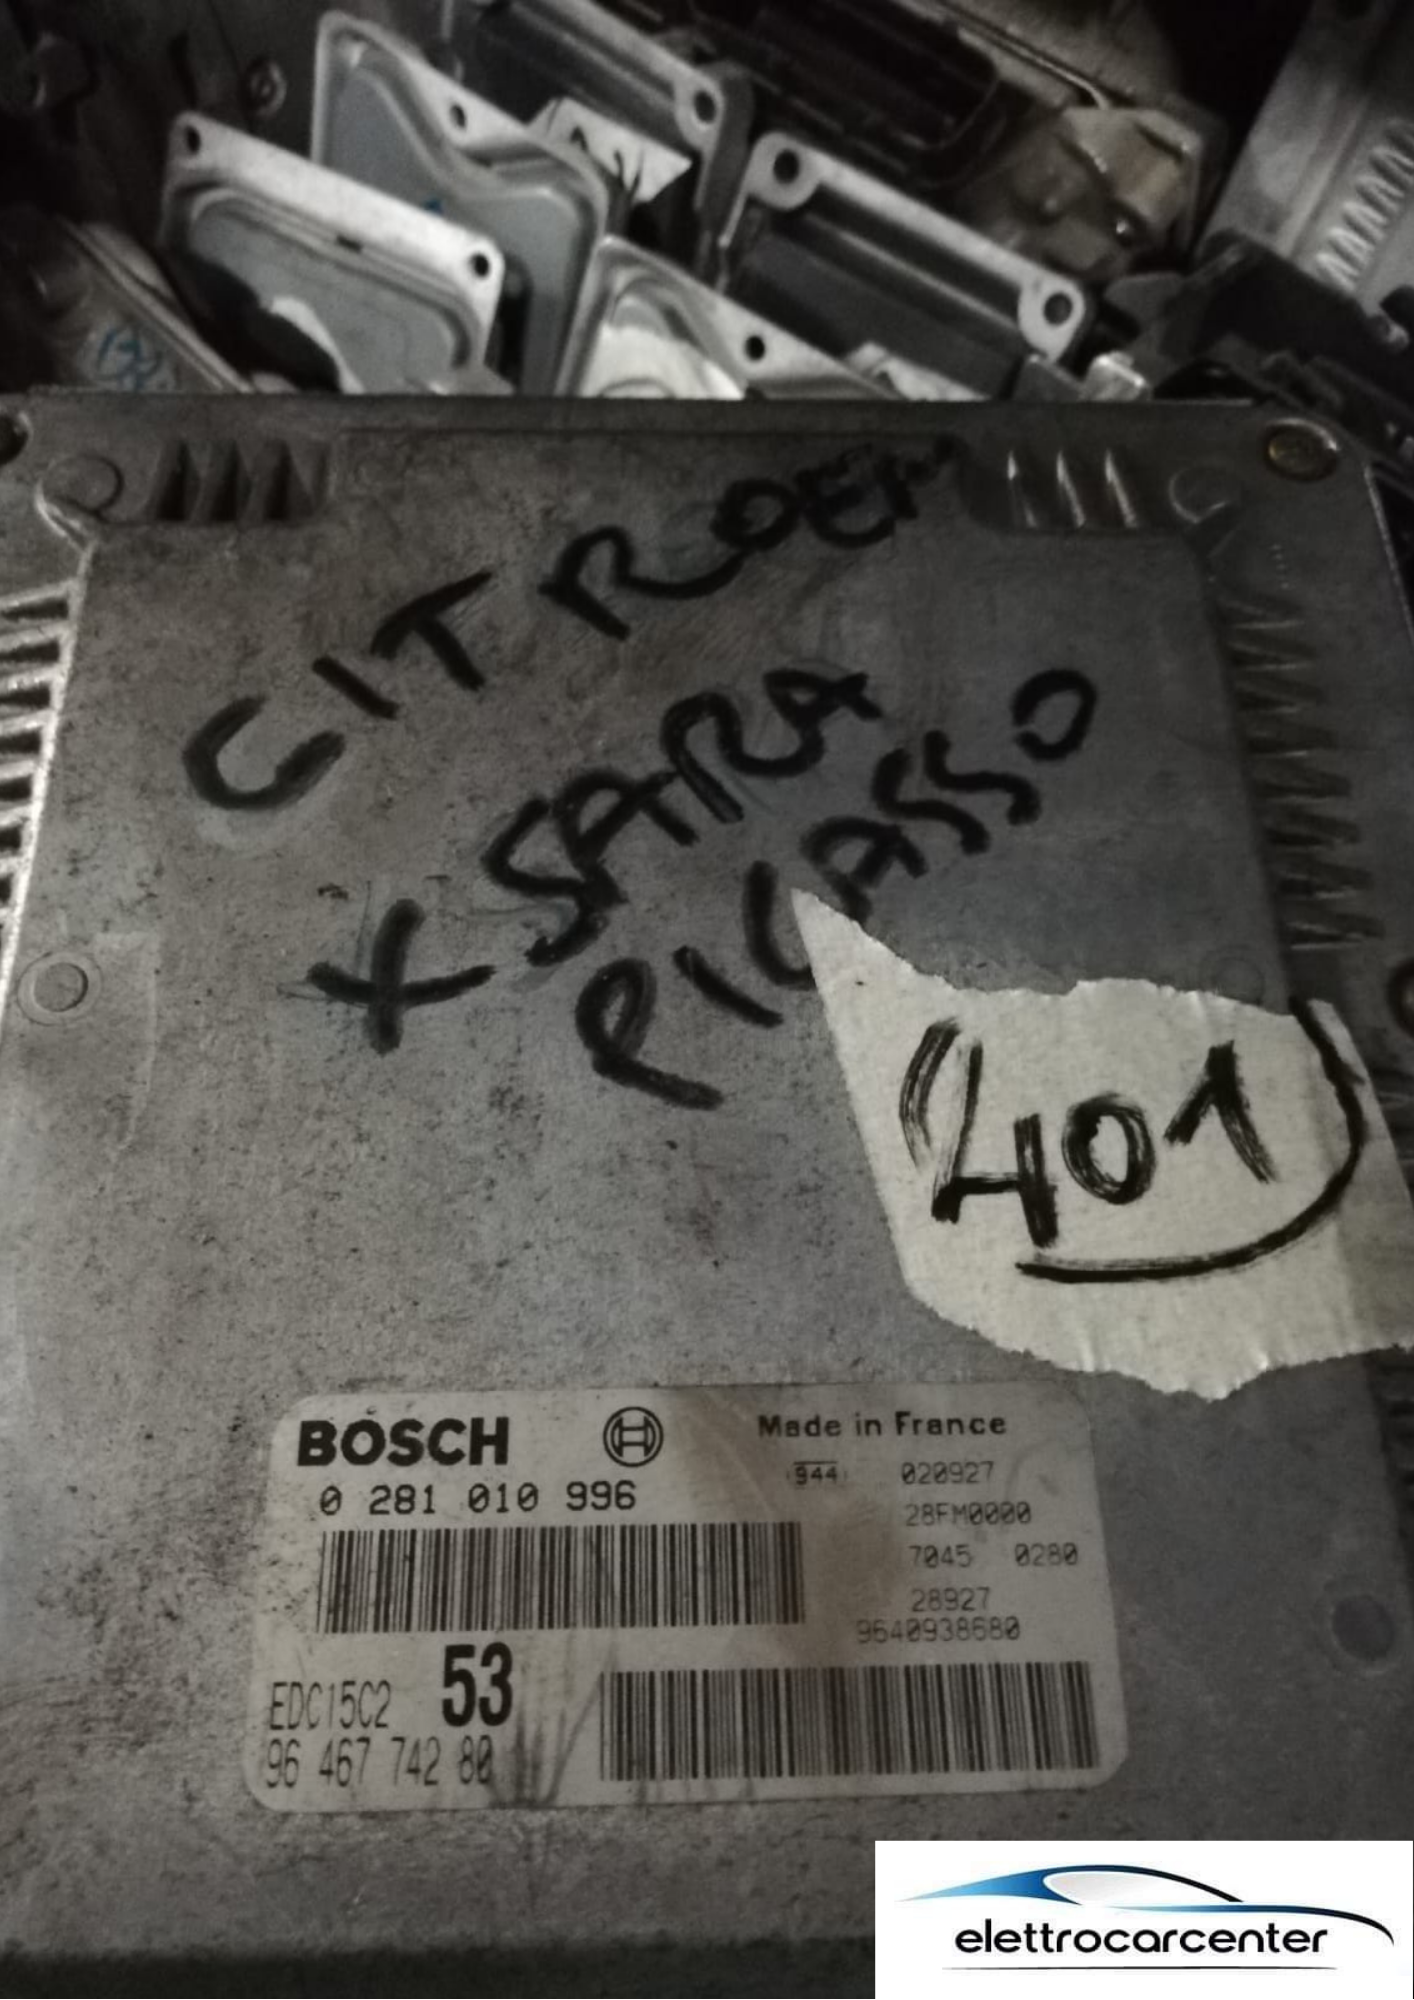 CITROEN
XSARA
PICASSO
401
BOSCH
Made in France
0 281 010 996
944 020927
28FM0000
7045 0280
28927
9640938680
EDC15C2 53
96 467 742 80
elettrocarcenter